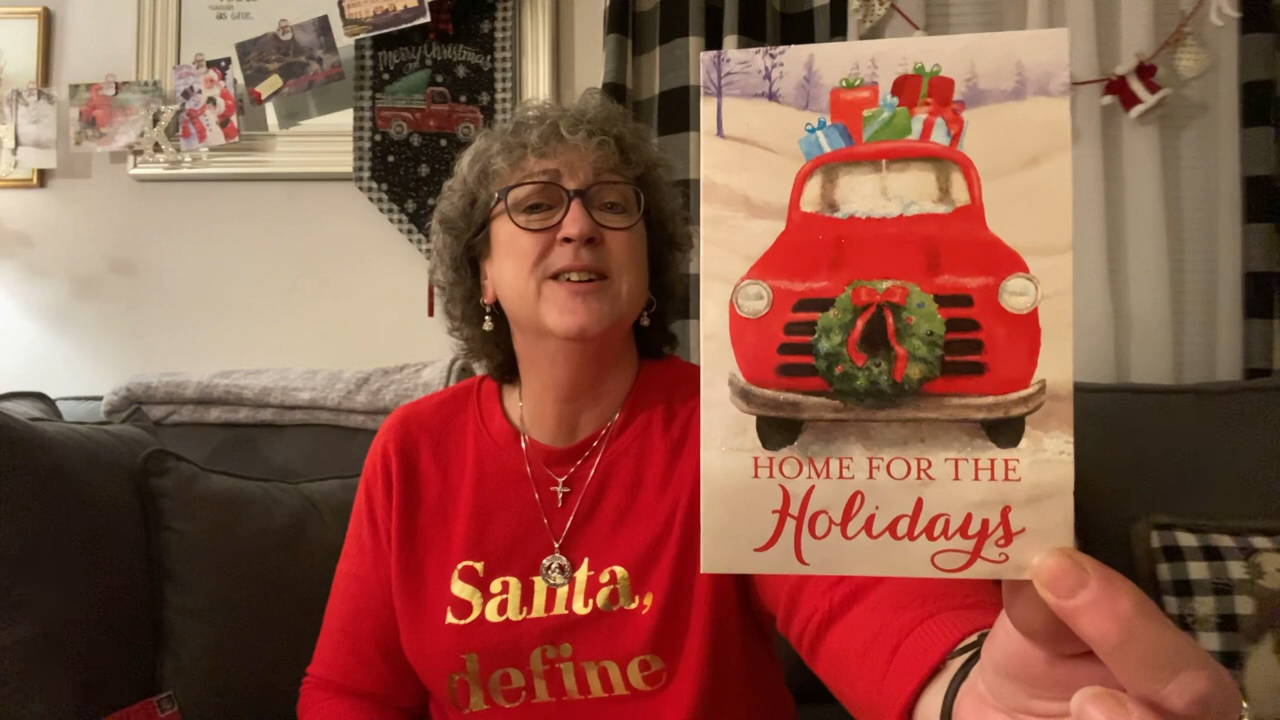 Merry Christmas
HOME FOR THE
Holidays
Santa,
define